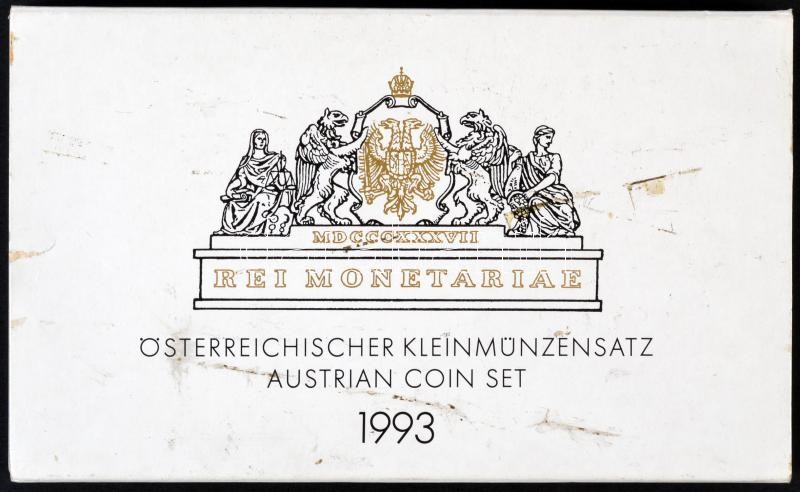 MDCCCXXXVII
REI MONETARIAE
ÖSTERREICHISCHER KLEINMÜNZENSATZ
AUSTRIAN COIN SET
1993